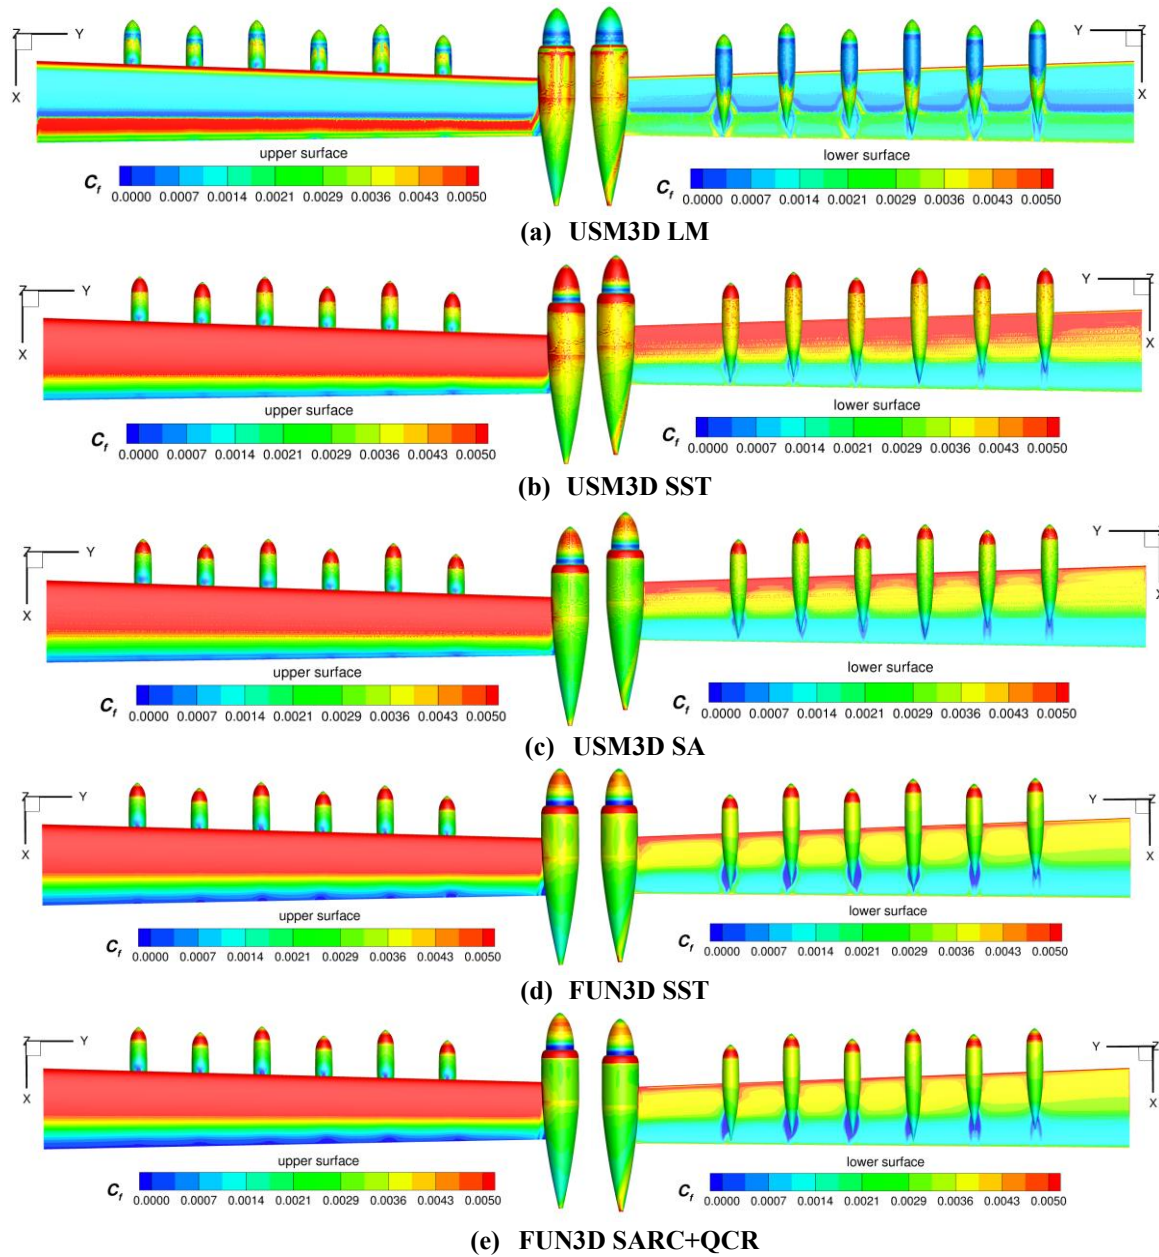 Z Y Y Z
X X
upper surface lower surface
Cf 0.0000 0.0007 0.0014 0.0021 0.0029 0.0036 0.0043 0.0050 Cf 0.0000 0.0007 0.0014 0.0021 0.0029 0.0036 0.0043 0.0050
(a) USM3D LM
Z Y Y Z
X X
upper surface lower surface
Cf 0.0000 0.0007 0.0014 0.0021 0.0029 0.0036 0.0043 0.0050 Cf 0.0000 0.0007 0.0014 0.0021 0.0029 0.0036 0.0043 0.0050
(b) USM3D SST
Z Y Y
X X
upper surface lower surface
Cf 0.0000 0.0007 0.0014 0.0021 0.0029 0.0036 0.0043 0.0050 Cf 0.0000 0.0007 0.0014 0.0021 0.0029 0.0036 0.0043 0.0050
(c) USM3D SA
Z Y Y Z
X X
upper surface lower surface
Cf 0.0000 0.0007 0.0014 0.0021 0.0029 0.0036 0.0043 0.0050 Cf 0.0000 0.0007 0.0014 0.0021 0.0029 0.0036 0.0043 0.0050
(d) FUN3D SST
Z Y Y Z
X X
upper surface lower surface
Cf 0.0000 0.0007 0.0014 0.0021 0.0029 0.0036 0.0043 0.0050 Cf 0.0000 0.0007 0.0014 0.0021 0.0029 0.0036 0.0043 0.0050
(e) FUN3D SARC+QCR